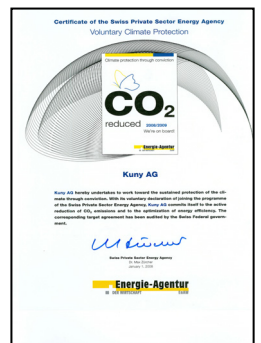 Certificate of the Swiss Private Sector Energy Agency
Voluntary Climate Protection
Climate protection through conviction
CO2
reduced 2008/2009
We're on board!
Energie-Agentur
Kuny AG
Kuny AG hereby undertakes to work toward the sustained protection of the cli-
mate through conviction. With its voluntary declaration of joining the programme
of the Swiss Private Sector Energy Agency, Kuny AG commits itself to the active
reduction of CO2 emissions and to the optimization of energy efficiency. The
corresponding target agreement has been audited by the Swiss Federal govern-
ment.
Swiss Private Sector Energy Agency
January 1, 2009
Energie-Agentur
DER WIRTSCHAFT